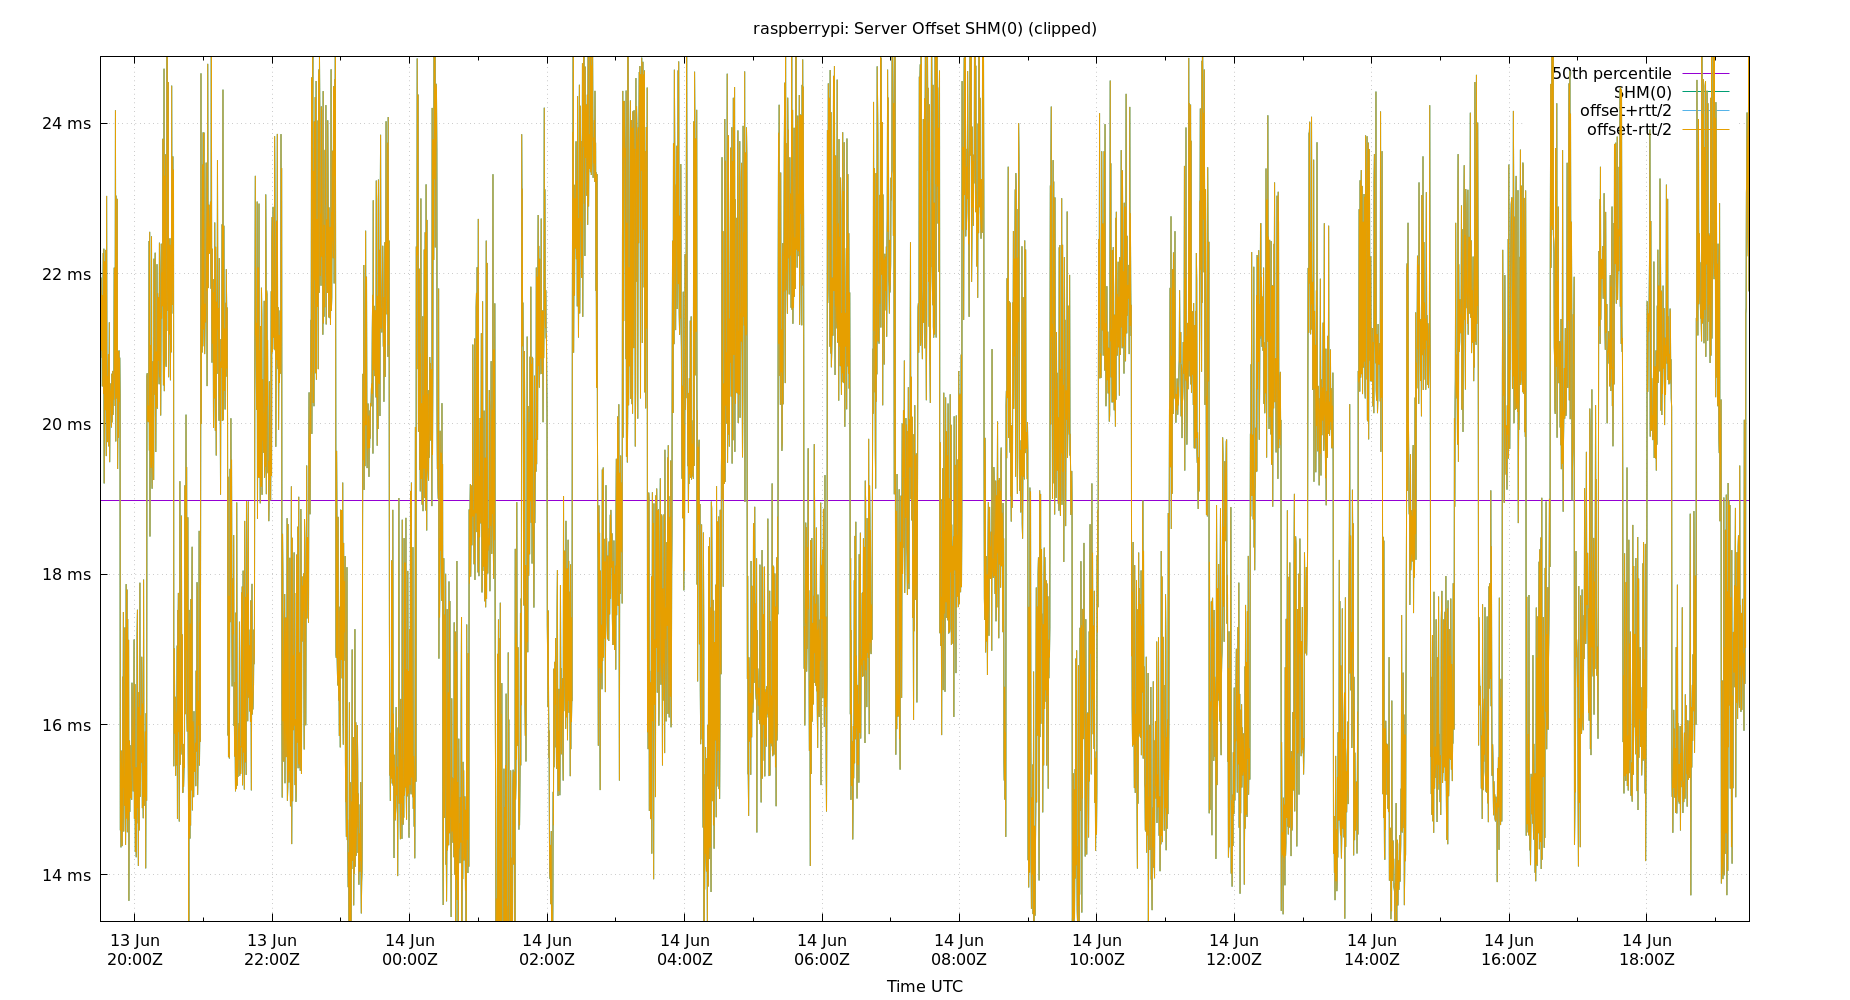 raspberrypi: Server Offset SHM(0) (clipped)
50th percentile
SHM(0)
offset+rtt/2
offset-rtt/2
24 ms
22 ms
20 ms
18 ms
16 ms
14 ms
13 Jun 13 Jun 14 Jun 14 Jun 14 Jun 14 Jun 14 Jun 14 Jun 14 Jun 14 Jun 14 Jun 14 Jun
20:00Z 22:00Z 00:00Z 02:00Z 04:00Z 06:00Z 08:00Z 10:00Z 12:00Z 14:00Z 16:00Z 18:00Z
Time UTC